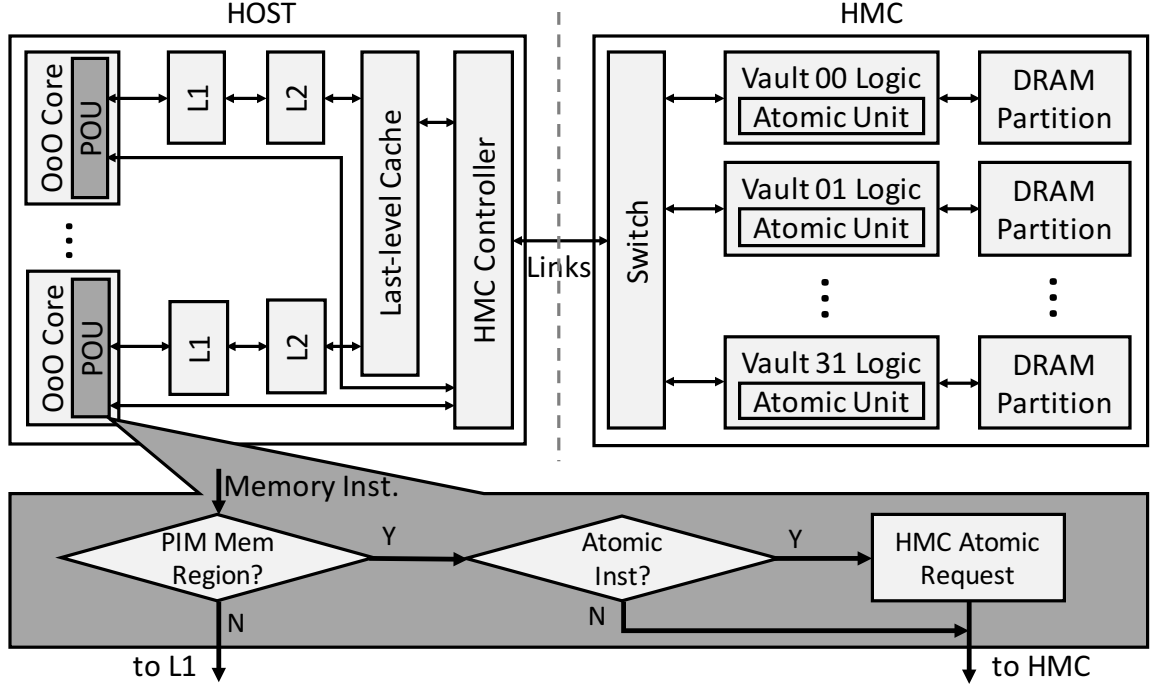 HOST
HMC
OoO Core
POU
L1
L2
Last-level Cache
HMC Controller
OoO Core
POU
L1
L2
Links
Switch
Vault 00 Logic
Atomic Unit
DRAM
Partition
Vault 01 Logic
Atomic Unit
DRAM
Partition
Vault 31 Logic
Atomic Unit
DRAM
Partition
Memory Inst.
PIM Mem
Region?
Y
Atomic
Inst?
Y
HMC Atomic
Request
N
N
to L1
to HMC